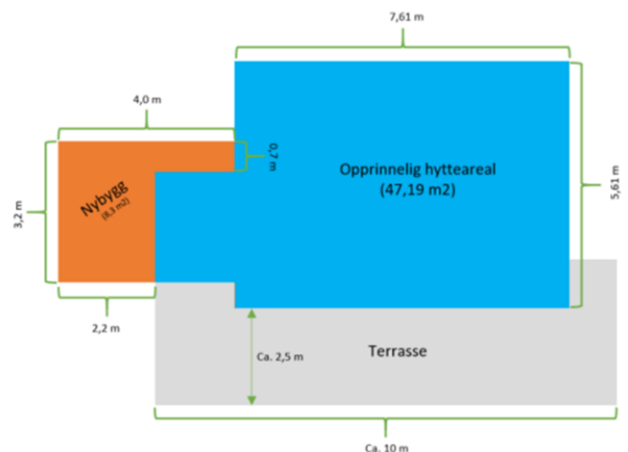 7,61 m
4,0 m
0,7 m
Opprinnelig hytteareal
(47,19 m2)
Nybygg
(8,3 m2)
3,2 m
5,61 m
2,2 m
Ca. 2,5 m
Terrasse
Ca. 10 m